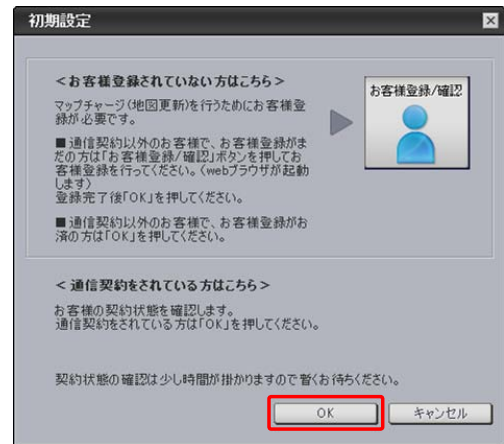 初期設定
＜お客様登録されていない方はこちら＞
マップチャージ(地図更新)を行うためにお客様登
録が必要です。
■通信契約以外のお客様で、お客様登録がま
だの方は「お客様登録/確認」ボタンを押してお
客様登録を行ってください。(webブラウザが起動
します)
登録完了後「OK」を押してください。
■通信契約以外のお客様で、お客様登録がお
済の方は「OK」を押してください。
お客様登録/確認
＜通信契約をされている方はこちら＞
お客様の契約状態を確認します。
通信契約をされている方は「OK」を押してください。
契約状態の確認は少し時間が掛かりますので暫くお待ちください。
OK
キャンセル